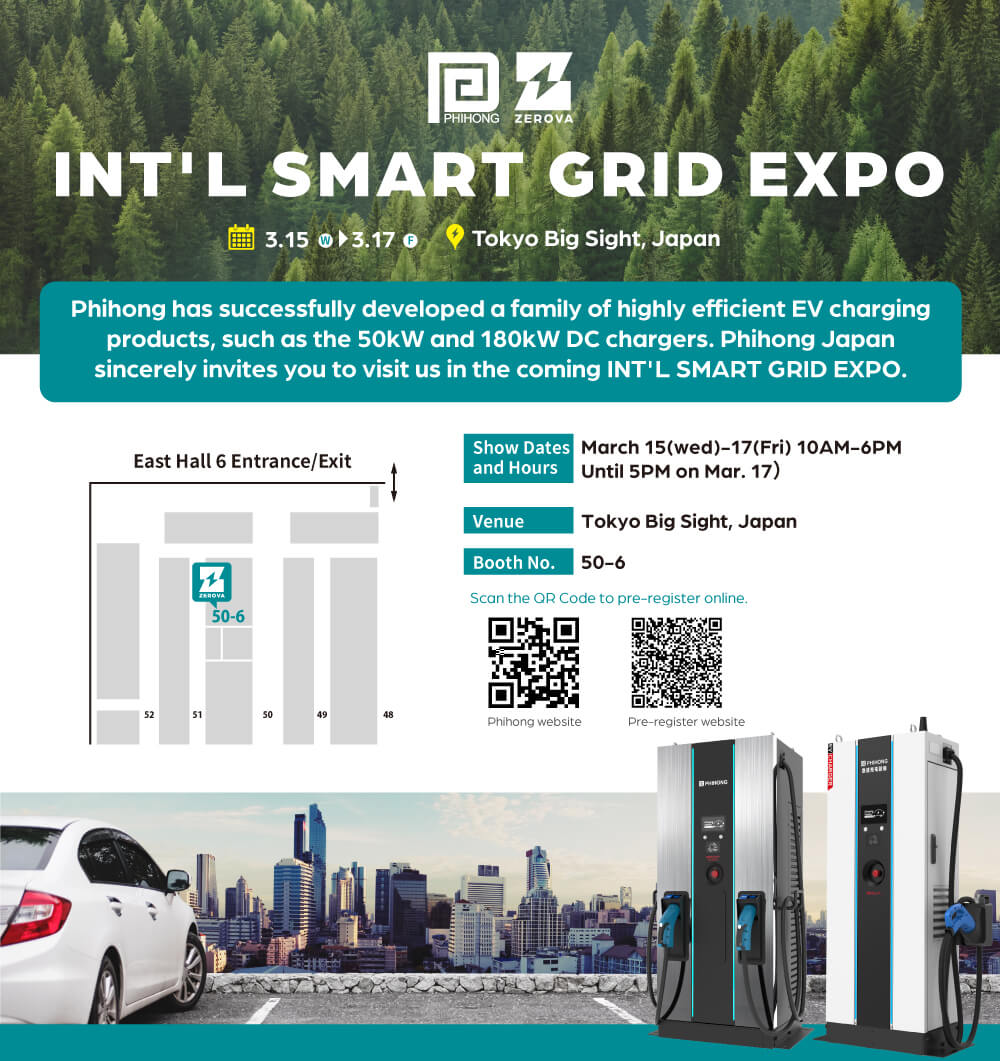 PHIHONG
ZEROVA
INT'L SMART GRID EXPO
3.15 W 3.17 F Tokyo Big Sight, Japan
Phihong has successfully developed a family of highly efficient EV charging
products, such as the 50kW and 180kW DC chargers. Phihong Japan
sincerely invites you to visit us in the coming INT'L SMART GRID EXPO.
East Hall 6 Entrance/Exit
ZEROVA
50-6
52 51 50 49 48
Show Dates
and Hours
March 15(wed)-17(Fri) 10AM-6PM
Until 5PM on Mar. 17)
Venue
Tokyo Big Sight, Japan
Booth No.
50-6
Scan the QR Code to pre-register online.
Phihong website
Pre-register website
PHIHONG
PHIHONG